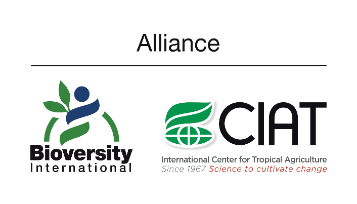 Alliance
Bioversity
International
CIAT
International Center for Tropical Agriculture
Since 1967 Science to cultivate change